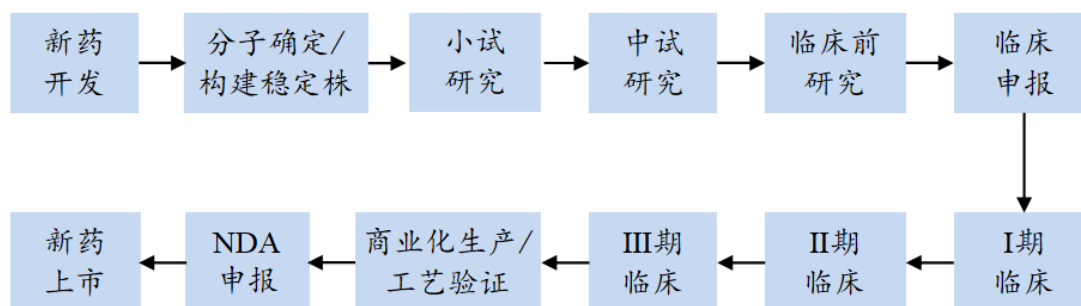 新药
开发
分子确定/
构建稳定株
小试
研究
中试
研究
临床前
研究
临床
申报
I期
临床
II期
临床
III期
临床
商业化生产/
工艺验证
NDA
申报
新药
上市